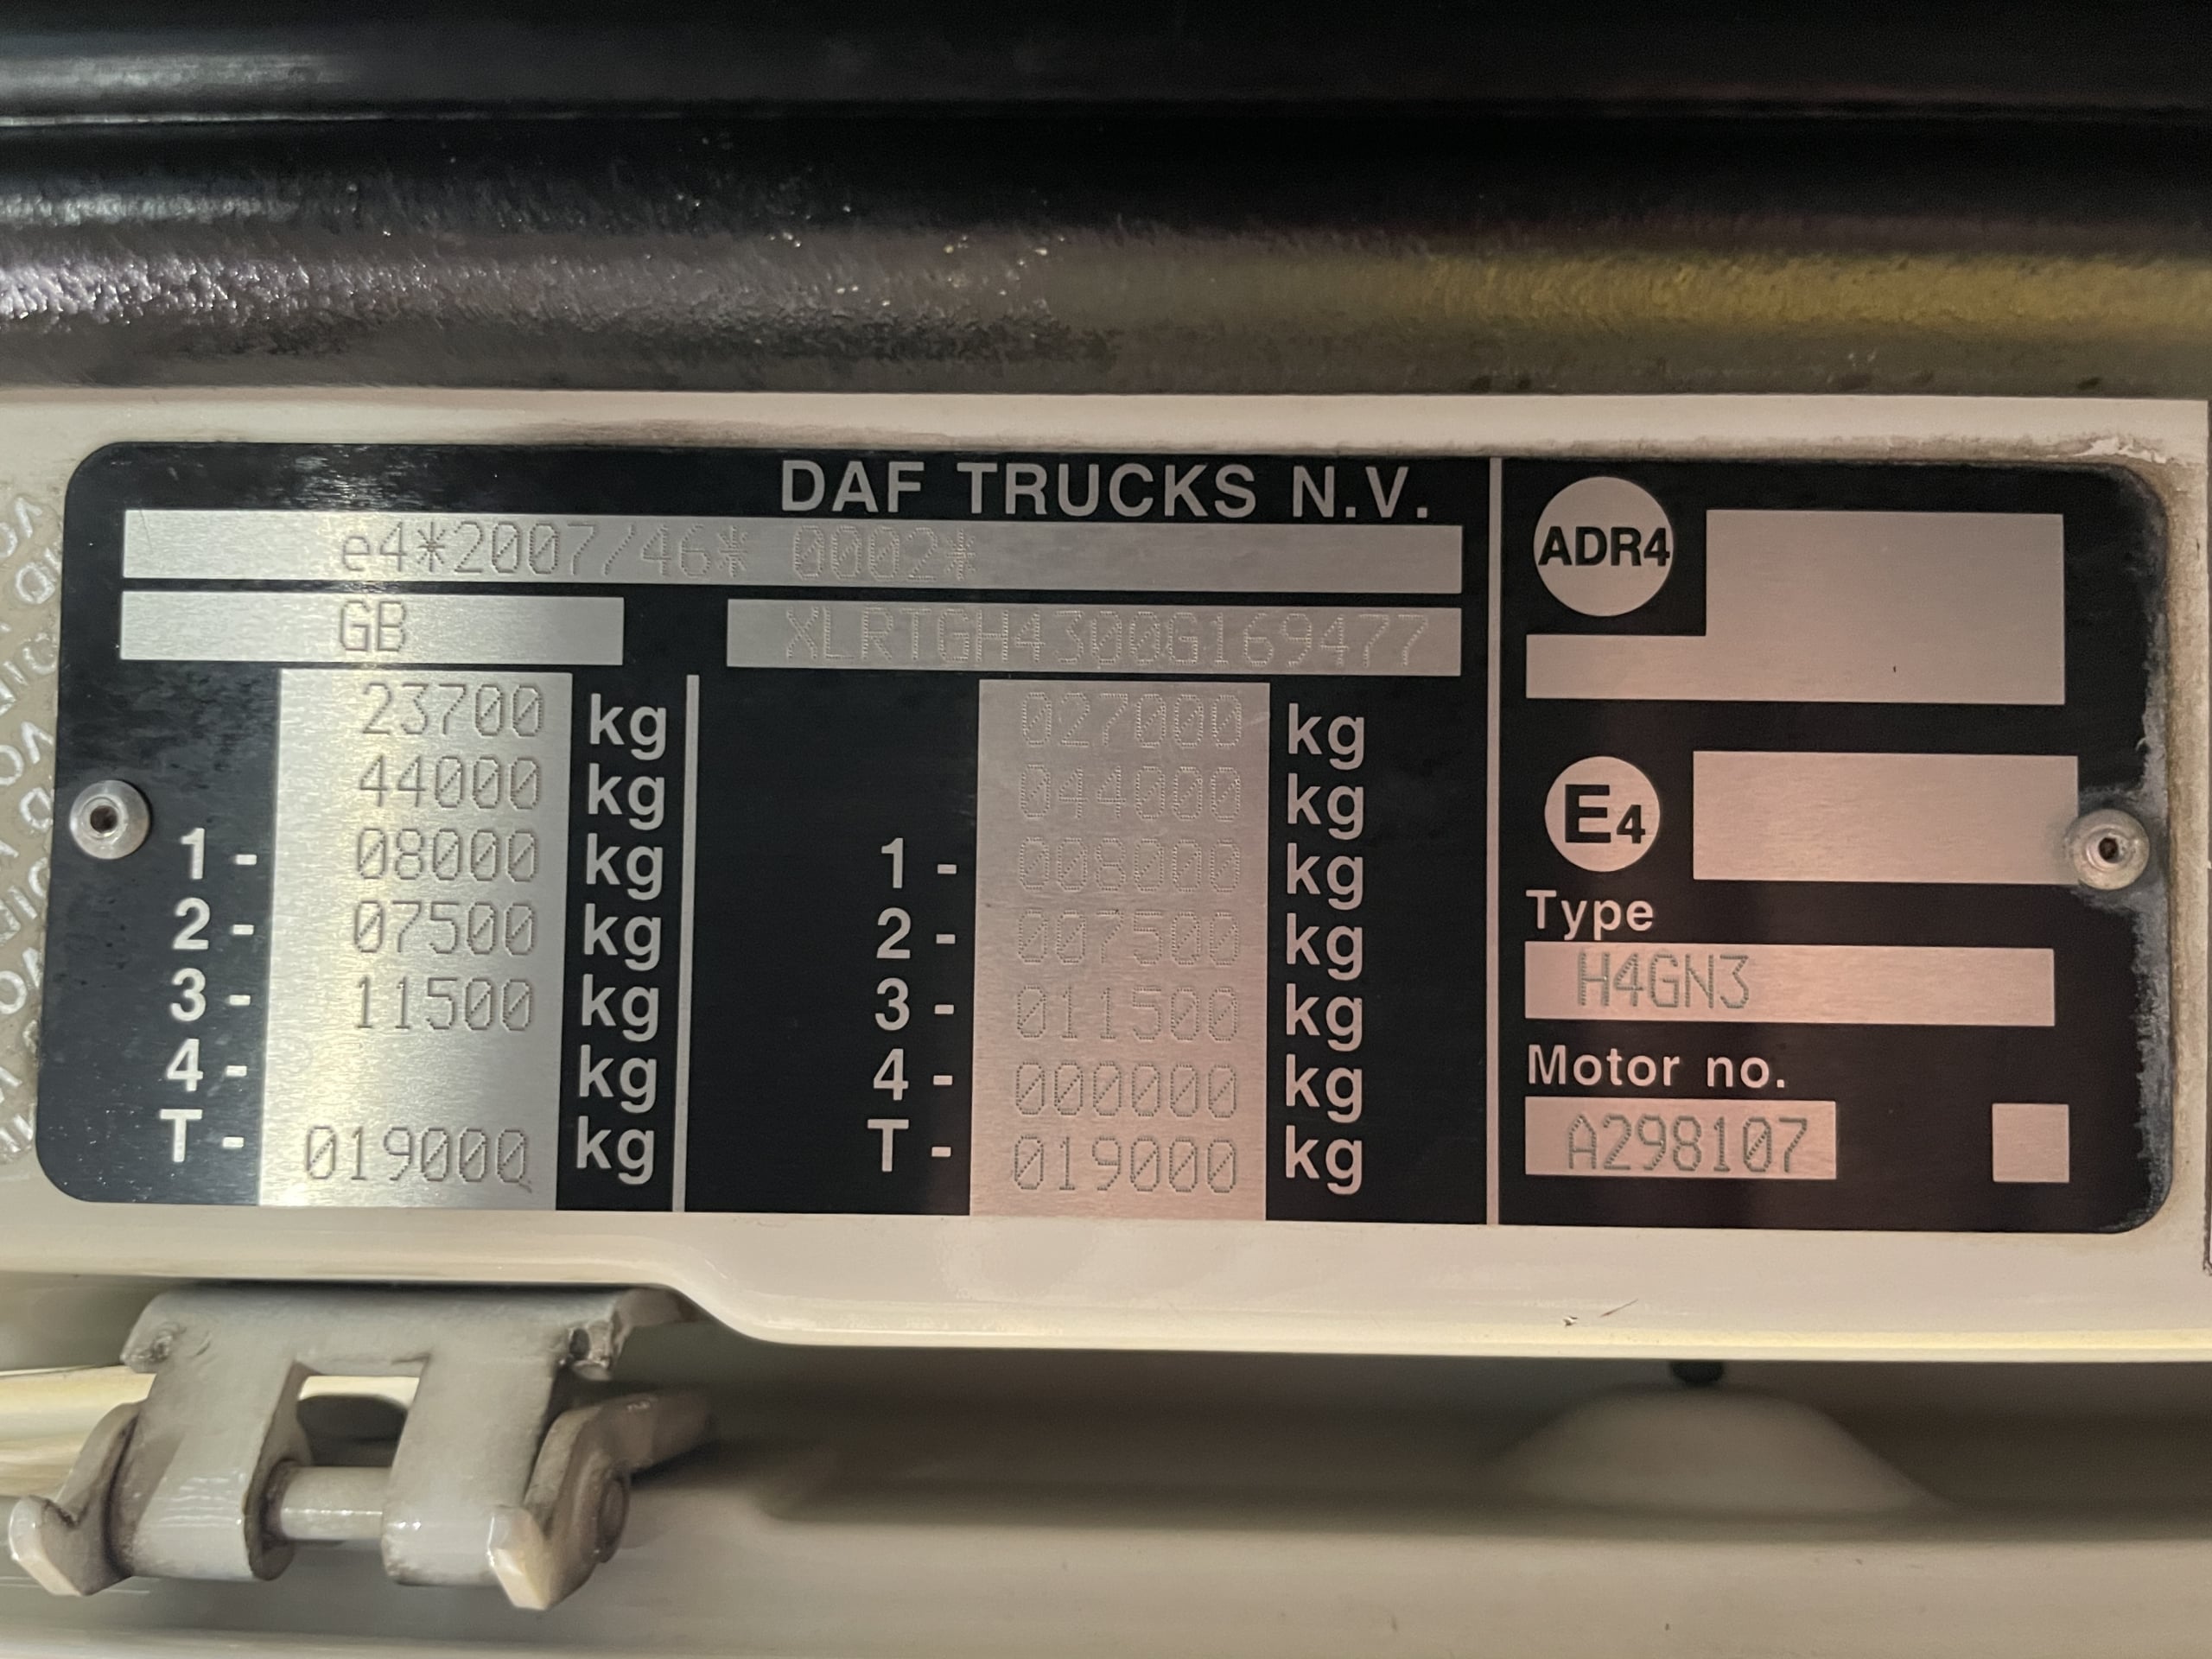 DAF TRUCKS N.V.
e4*2007/46* 0002*
GB
XLRTGH4300G169477
23700 kg
44000 kg
1 - 08000 kg
2 - 07500 kg
3 - 11500 kg
4 - kg
T - 019000 kg
027000 kg
044000 kg
1 - 008000 kg
2 - 007500 kg
3 - 011500 kg
4 - 000000 kg
T - 019000 kg
ADR4
E4
Type
H4GN3
Motor no.
A298107